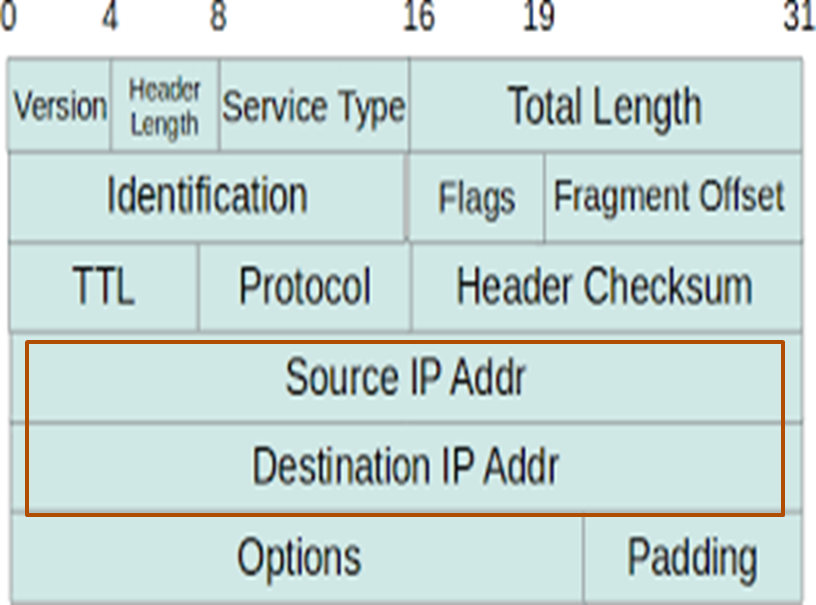 0 4 8 16 19 31
Version Header Length Service Type Total Length
Identification Flags Fragment Offset
TTL Protocol Header Checksum
Source IP Addr
Destination IP Addr
Options Padding